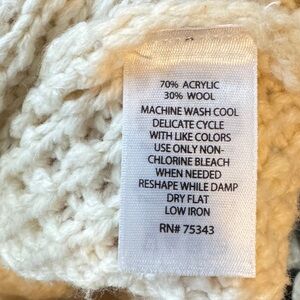 70% ACRYLIC
30% WOOL
MACHINE WASH COOL
DELICATE CYCLE
WITH LIKE COLORS
USE ONLY NON-
CHLORINE BLEACH
WHEN NEEDED
RESHAPE WHILE DAMP
DRY FLAT
LOW IRON
RN# 75343